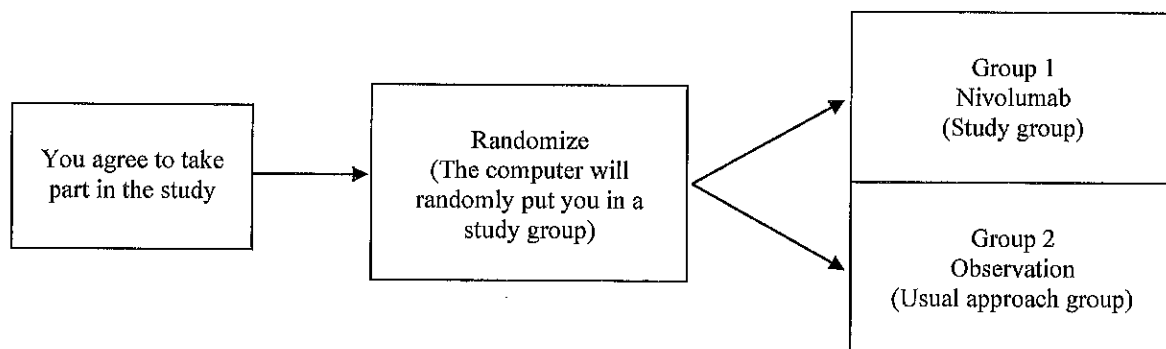 You agree to take
part in the study
Randomize
(The computer will
randomly put you in a
study group)
Group 1
Nivolumab
(Study group)
Group 2
Observation
(Usual approach group)